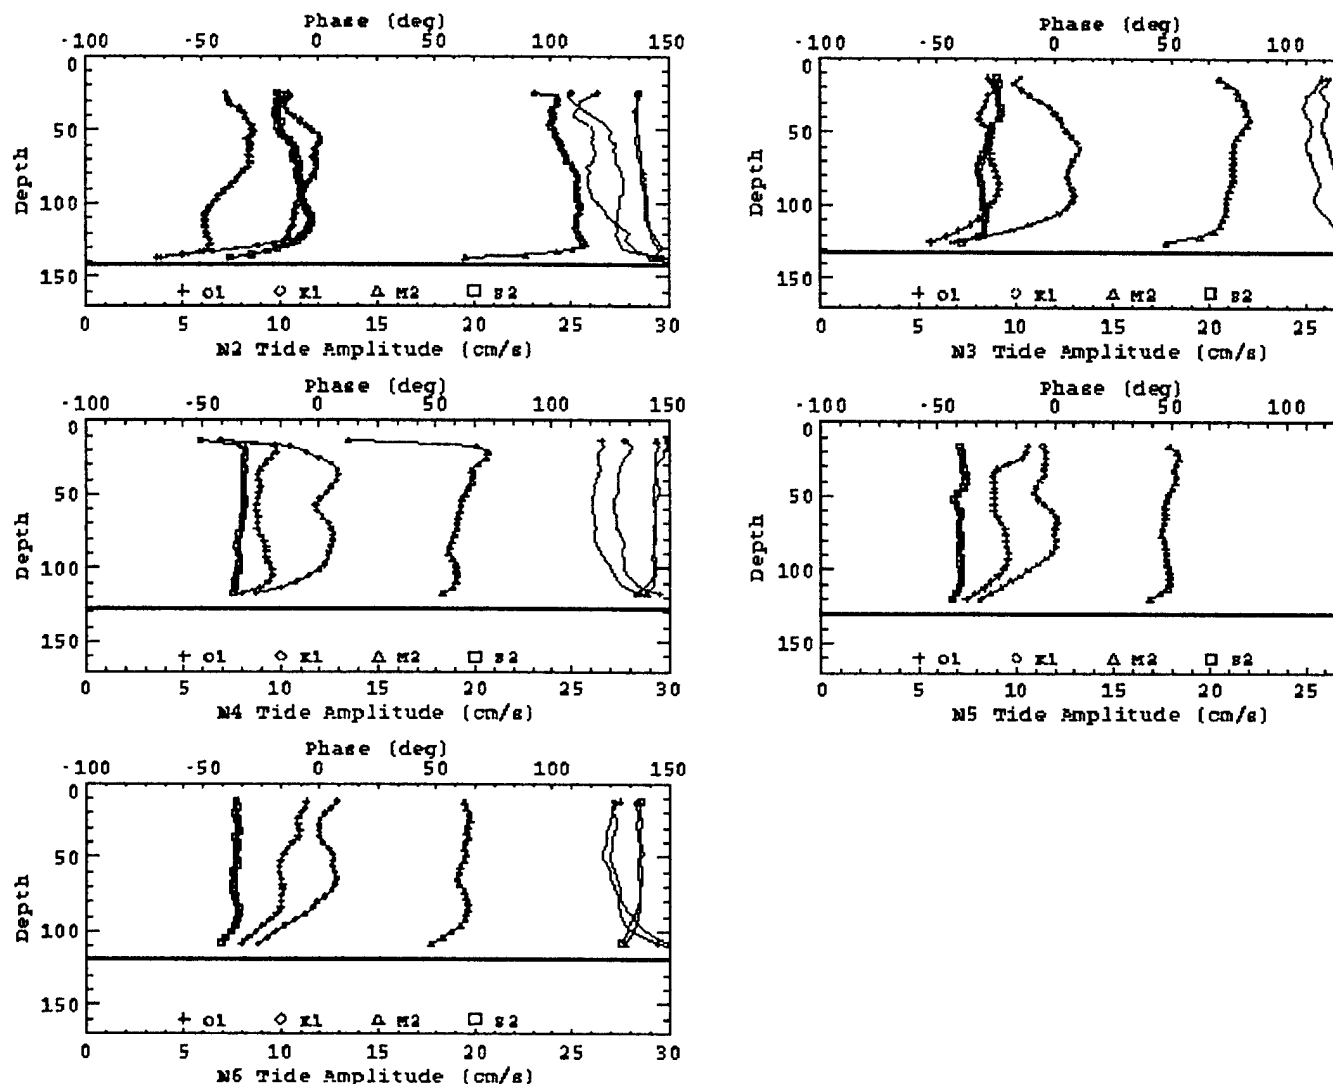 Phase (deg)
-100 -50 0 50 100 150
0
50
100
150
Depth
O1 K1 M2 S2
0 5 10 15 20 25 30
N2 Tide Amplitude (cm/s)
Phase (deg)
-100 -50 0 50 100
0
50
100
150
Depth
O1 K1 M2 S2
0 5 10 15 20 25
N3 Tide Amplitude (cm/s)
Phase (deg)
-100 -50 0 50 100 150
0
50
100
150
Depth
O1 K1 M2 S2
0 5 10 15 20 25 30
N4 Tide Amplitude (cm/s)
Phase (deg)
-100 -50 0 50 100
0
50
100
150
Depth
O1 K1 M2 S2
0 5 10 15 20 25
N5 Tide Amplitude (cm/s)
Phase (deg)
-100 -50 0 50 100 150
0
50
100
150
Depth
O1 K1 M2 S2
0 5 10 15 20 25 30
N6 Tide Amplitude (cm/s)